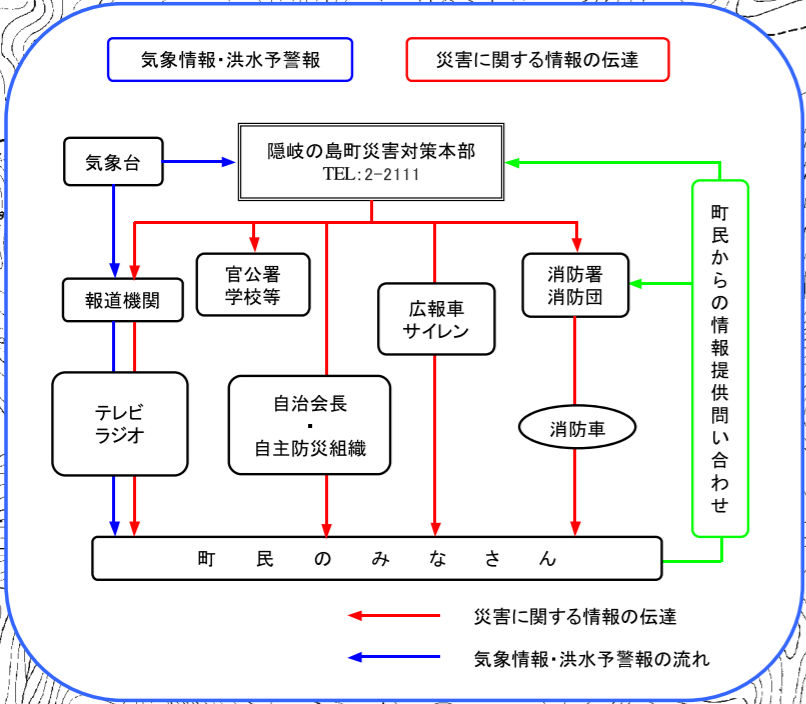 気象情報・洪水予警報
災害に関する情報の伝達
気象台
隠岐の島町災害対策本部
TEL:2-2111
報道機関
官公署
学校等
広報車
サイレン
消防署
消防団
町民からの情報提供問い合わせ
テレビ
ラジオ
自治会長
・
自主防災組織
消防車
町民のみなさん
災害に関する情報の伝達
気象情報・洪水予警報の流れ